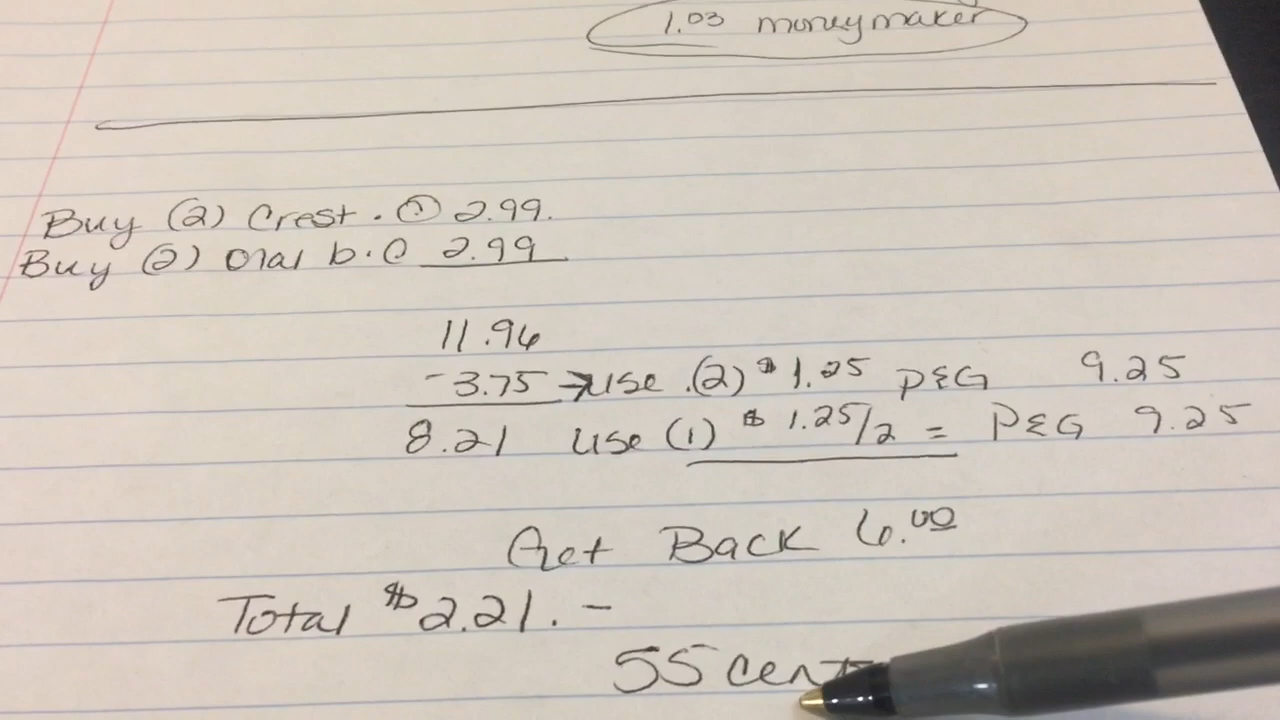 1.03 moneymaker
Buy (2) Crest. @ 2.99.
Buy (2) Oral b. @ 2.99
11.96
-3.75 → use (2) $1.25 P&G 9.25
8.21 use (1) $1.25/2 = P&G 9.25
Get Back 6.00
Total $2.21. -
55 cent